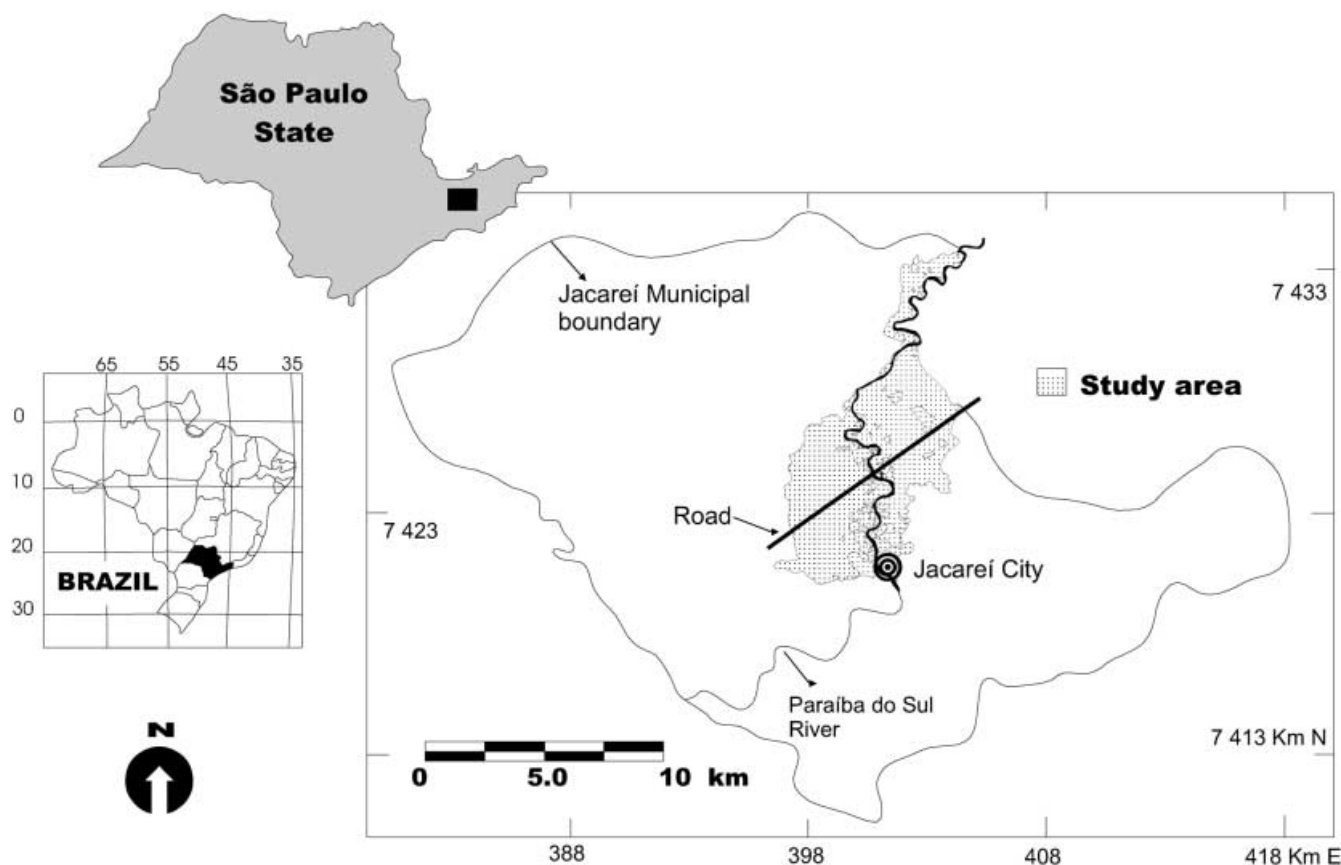 São Paulo
State
Jacareí Municipal
boundary
7 433
Study area
65 55 45 35
0
10
20
30
BRAZIL
Road
7 423
Jacareí City
Paraíba do Sul
River
7 413 Km N
N
0 5.0 10 km
388 398 408 418 Km E